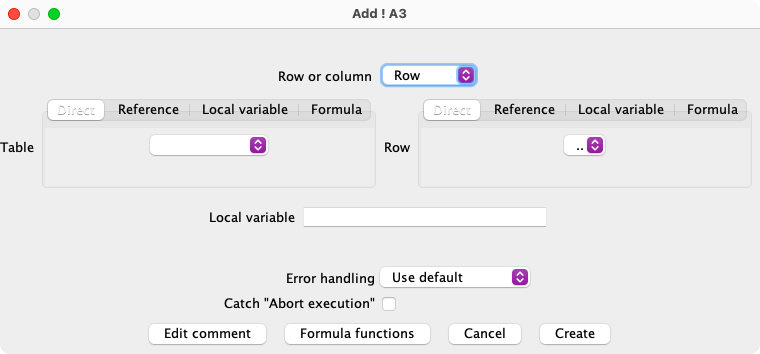 Add ! A3
Row or column Row
Direct Reference Local variable Formula Direct Reference Local variable Formula
Table Row ..
Local variable
Error handling Use default
Catch "Abort execution"
Edit comment Formula functions Cancel Create